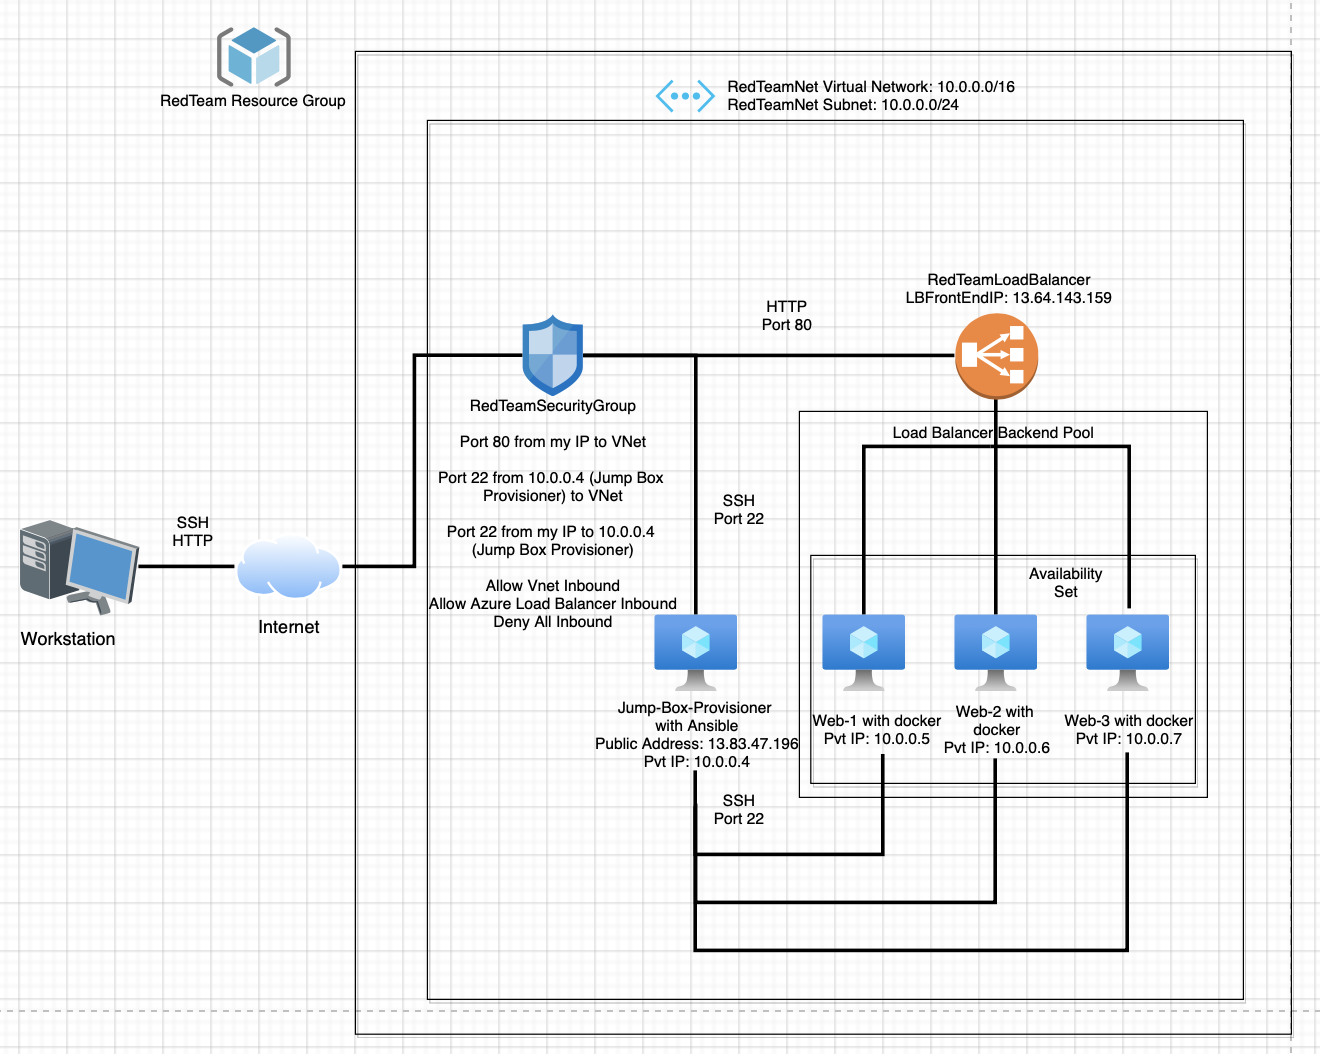 RedTeam Resource Group
RedTeamNet Virtual Network: 10.0.0.0/16
RedTeamNet Subnet: 10.0.0.0/24
RedTeamLoadBalancer
LBFrontEndIP: 13.64.143.159
HTTP
Port 80
RedTeamSecurityGroup
Port 80 from my IP to VNet
Port 22 from 10.0.0.4 (Jump Box
Provisioner) to VNet
Port 22 from my IP to 10.0.0.4
(Jump Box Provisioner)
Allow Vnet Inbound
Allow Azure Load Balancer Inbound
Deny All Inbound
Load Balancer Backend Pool
SSH
Port 22
SSH
HTTP
Workstation
Internet
Availability
Set
Jump-Box-Provisioner
with Ansible
Public Address: 13.83.47.196
Pvt IP: 10.0.0.4
Web-1 with docker
Pvt IP: 10.0.0.5
Web-2 with
docker
Pvt IP: 10.0.0.6
Web-3 with docker
Pvt IP: 10.0.0.7
SSH
Port 22